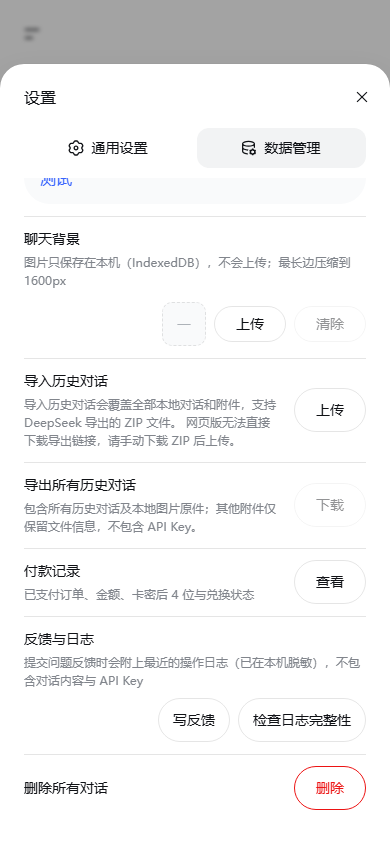 设置
通用设置
数据管理
测试
聊天背景
图片只保存在本机（IndexedDB），不会上传；最长边压缩到
1600px
—
上传
清除
导入历史对话
导入历史对话会覆盖全部本地对话和附件，支持
DeepSeek 导出的 ZIP 文件。 网页版无法直接
下载导出链接，请手动下载 ZIP 后上传。
上传
导出所有历史对话
包含所有历史对话及本地图片原件；其他附件仅
保留文件信息，不包含 API Key。
下载
付款记录
已支付订单、金额、卡密后 4 位与兑换状态
查看
反馈与日志
提交问题反馈时会附上最近的操作日志（已在本机脱敏），不包
含对话内容与 API Key
写反馈
检查日志完整性
删除所有对话
删除